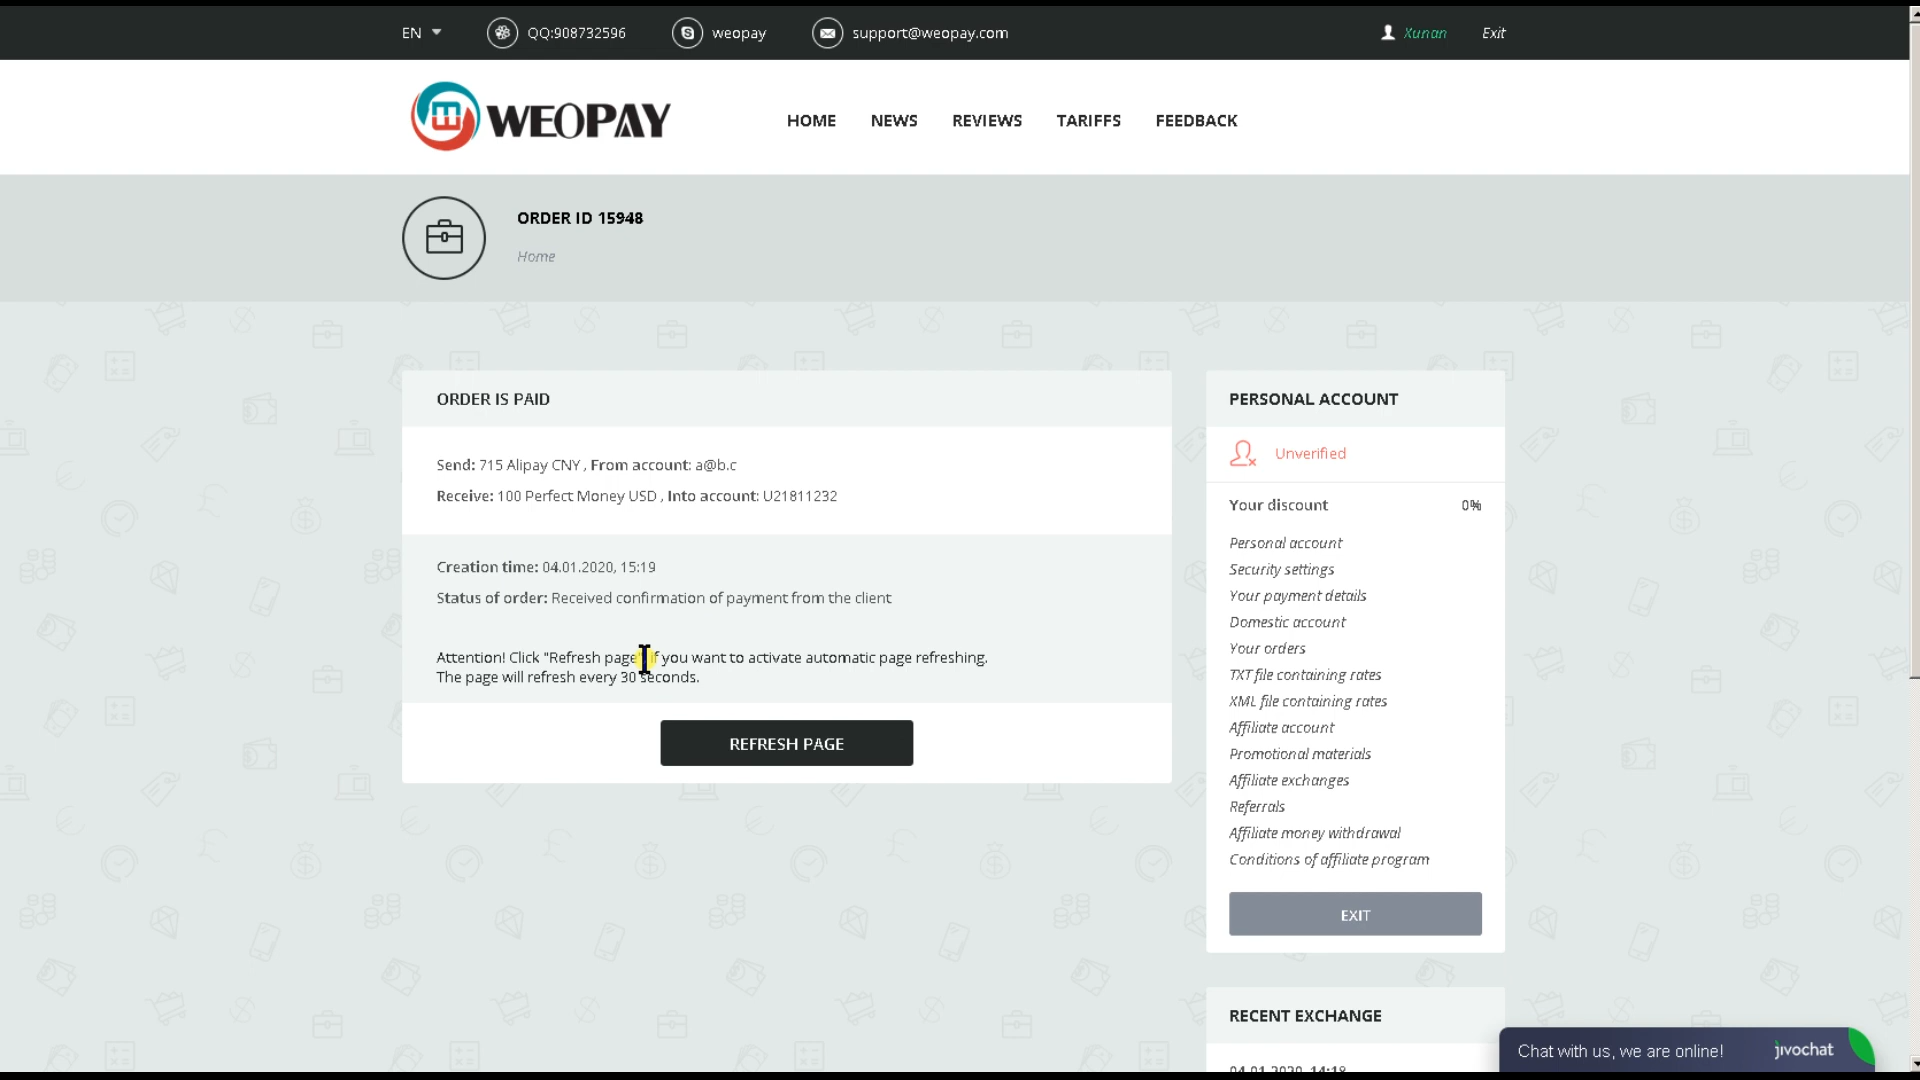 EN
QQ:908732596
weopay
support@weopay.com
Xunan
Exit
WEOPAY
HOME
NEWS
REVIEWS
TARIFFS
FEEDBACK
ORDER ID 15948
Home
ORDER IS PAID
Send: 715 Alipay CNY , From account: a@b.c
Receive: 100 Perfect Money USD , Into account: U21811232
Creation time: 04.01.2020, 15:19
Status of order: Received confirmation of payment from the client
Attention! Click "Refresh page" if you want to activate automatic page refreshing.
The page will refresh every 30 seconds.
REFRESH PAGE
PERSONAL ACCOUNT
Unverified
Your discount 0%
Personal account
Security settings
Your payment details
Domestic account
Your orders
TXT file containing rates
XML file containing rates
Affiliate account
Promotional materials
Affiliate exchanges
Referrals
Affiliate money withdrawal
Conditions of affiliate program
EXIT
RECENT EXCHANGE
04.01.2020, 14:18
Chat with us, we are online!
jivochat